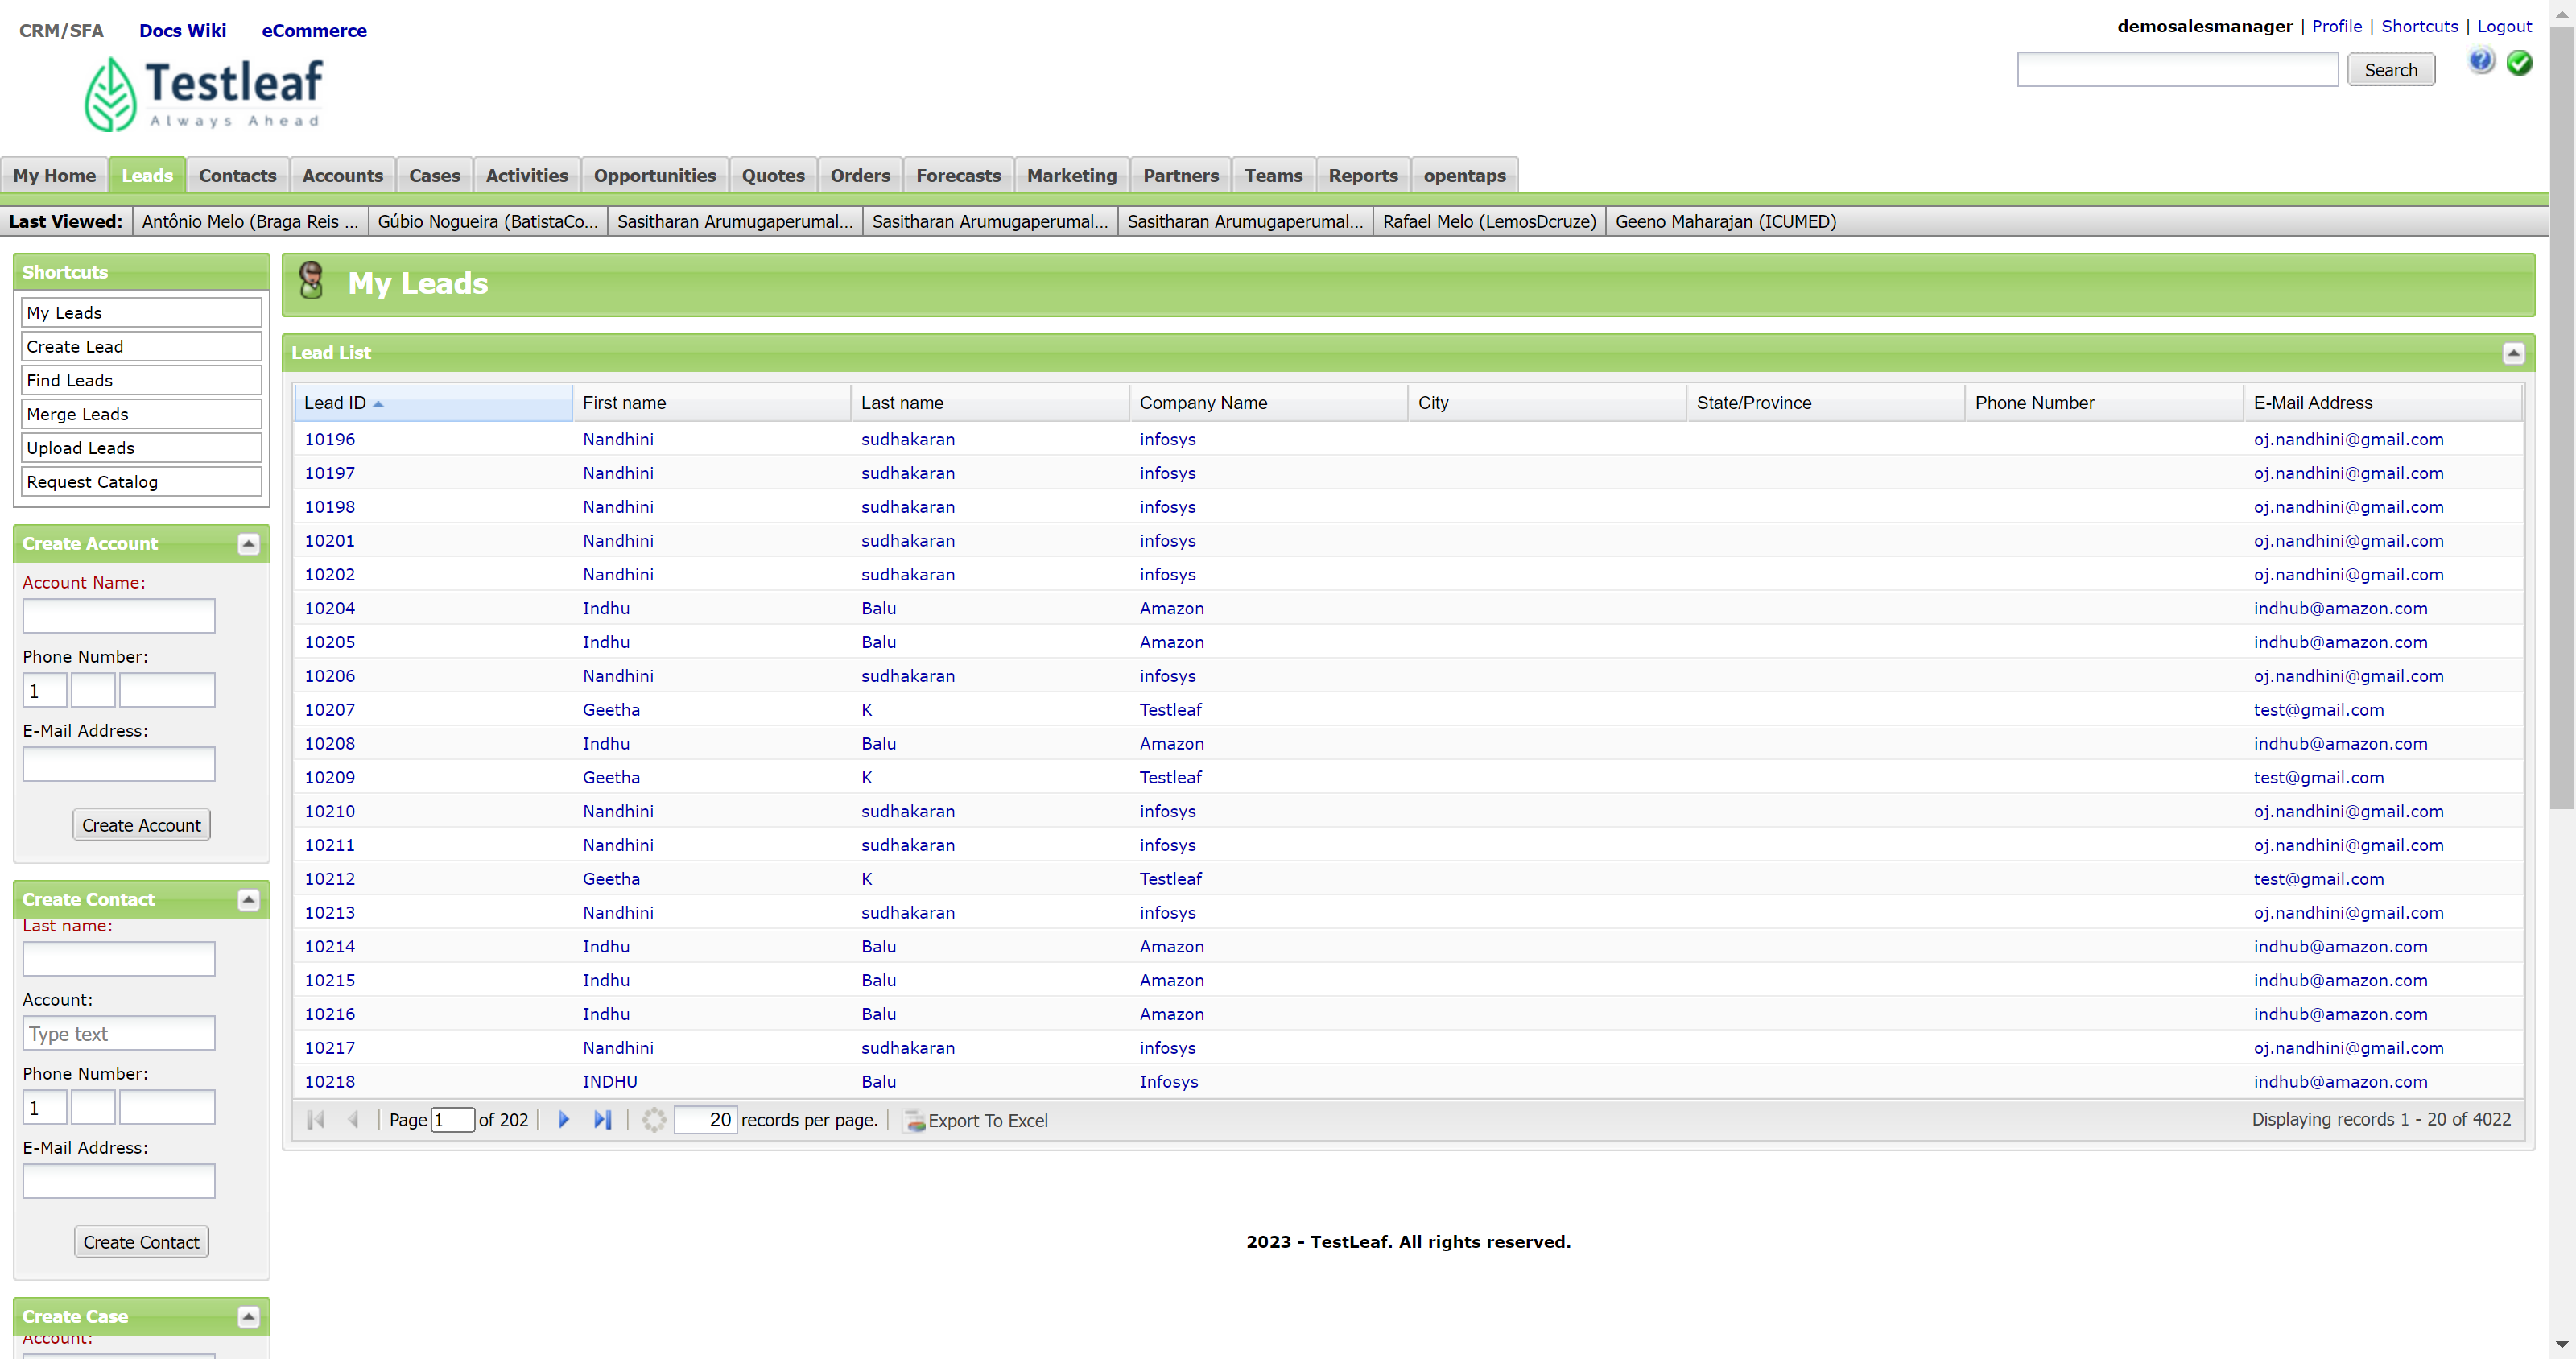 CRM/SFA Docs Wiki eCommerce
demosalesmanager | Profile | Shortcuts | Logout
Testleaf
Always Ahead
Search
My Home Leads Contacts Accounts Cases Activities Opportunities Quotes Orders Forecasts Marketing Partners Teams Reports opentaps
Last Viewed: Antônio Melo (Braga Reis ... Gúbio Nogueira (BatistaCo... Sasitharan Arumugaperumal... Sasitharan Arumugaperumal... Sasitharan Arumugaperumal... Rafael Melo (LemosDcruze) Geeno Maharajan (ICUMED)
Shortcuts
My Leads
Create Lead
Find Leads
Merge Leads
Upload Leads
Request Catalog
Create Account
Account Name:
Phone Number:
1
E-Mail Address:
Create Account
Create Contact
Last name:
Account:
Type text
Phone Number:
1
E-Mail Address:
Create Contact
Create Case
Account:
My Leads
Lead List
Lead ID First name Last name Company Name City State/Province Phone Number E-Mail Address
10196 Nandhini sudhakaran infosys oj.nandhini@gmail.com
10197 Nandhini sudhakaran infosys oj.nandhini@gmail.com
10198 Nandhini sudhakaran infosys oj.nandhini@gmail.com
10201 Nandhini sudhakaran infosys oj.nandhini@gmail.com
10202 Nandhini sudhakaran infosys oj.nandhini@gmail.com
10204 Indhu Balu Amazon indhub@amazon.com
10205 Indhu Balu Amazon indhub@amazon.com
10206 Nandhini sudhakaran infosys oj.nandhini@gmail.com
10207 Geetha K Testleaf test@gmail.com
10208 Indhu Balu Amazon indhub@amazon.com
10209 Geetha K Testleaf test@gmail.com
10210 Nandhini sudhakaran infosys oj.nandhini@gmail.com
10211 Nandhini sudhakaran infosys oj.nandhini@gmail.com
10212 Geetha K Testleaf test@gmail.com
10213 Nandhini sudhakaran infosys oj.nandhini@gmail.com
10214 Indhu Balu Amazon indhub@amazon.com
10215 Indhu Balu Amazon indhub@amazon.com
10216 Indhu Balu Amazon indhub@amazon.com
10217 Nandhini sudhakaran infosys oj.nandhini@gmail.com
10218 INDHU Balu Infosys indhub@amazon.com
Page 1 of 202 20 records per page. Export To Excel Displaying records 1 - 20 of 4022
2023 - TestLeaf. All rights reserved.